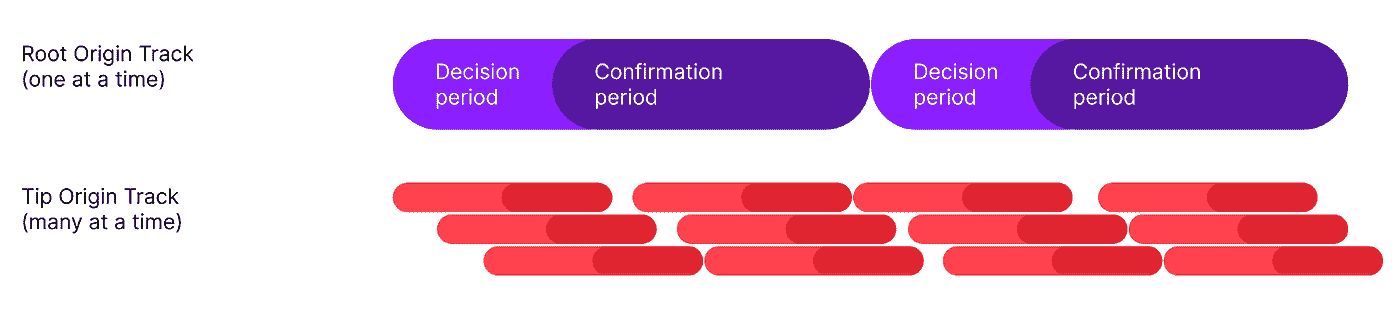 Root Origin Track
(one at a time)
Decision
period
Confirmation
period
Decision
period
Confirmation
period
Tip Origin Track
(many at a time)